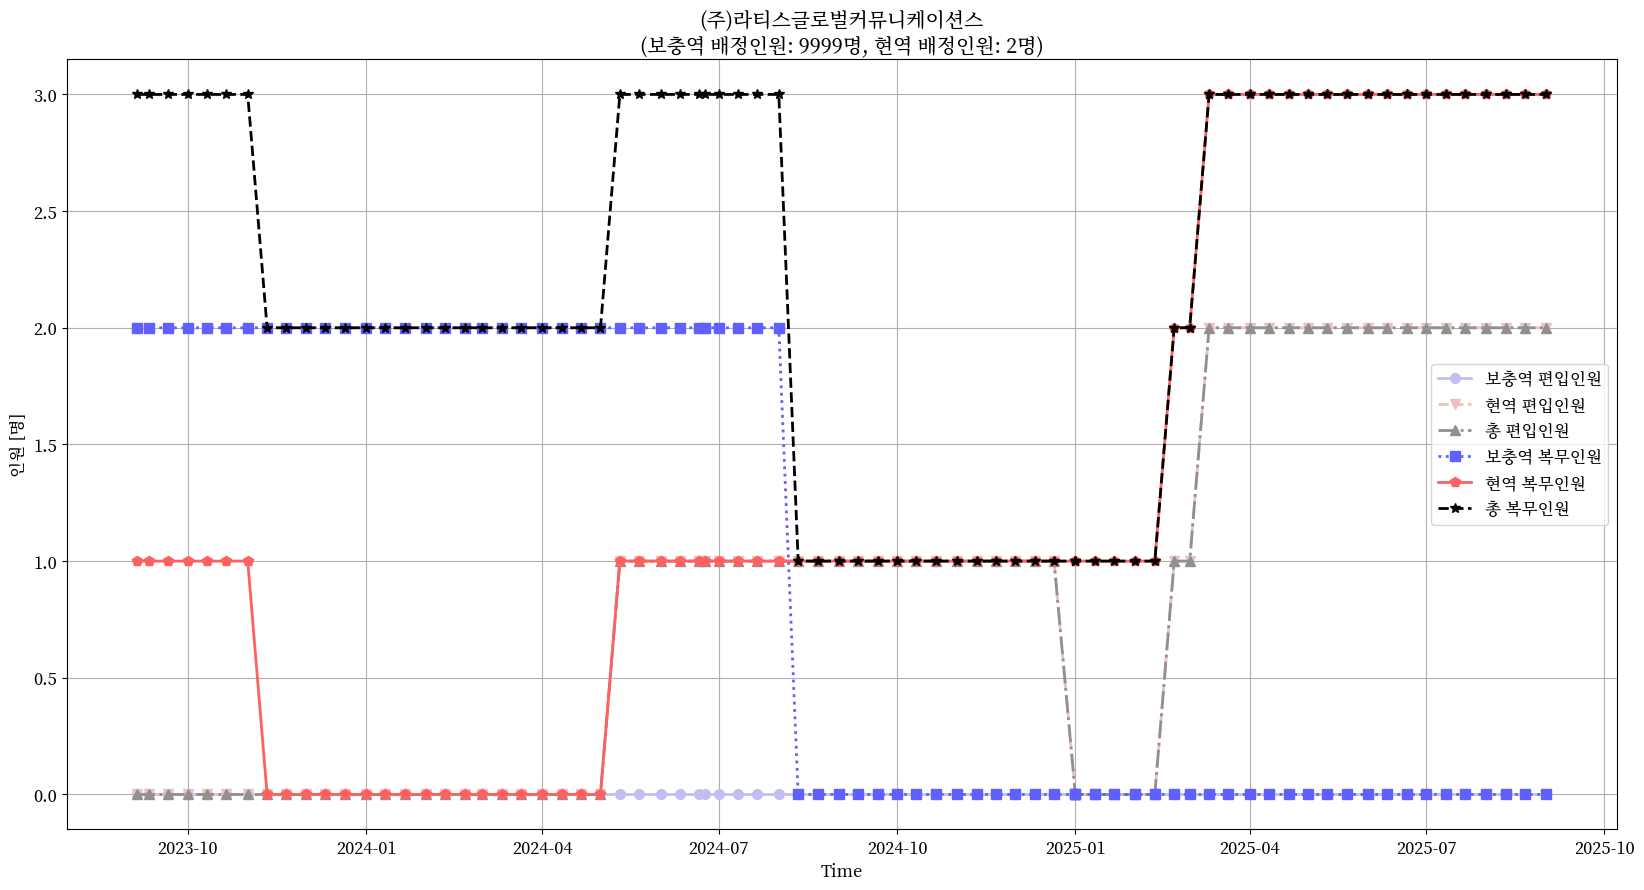 (주)라티스글로벌커뮤니케이션스
(보충역 배정인원: 9999명, 현역 배정인원: 2명)
3.0
2.5
2.0
1.5
1.0
0.5
0.0
인원 [명]
보충역 편입인원
현역 편입인원
총 편입인원
보충역 복무인원
현역 복무인원
총 복무인원
2023-10
2024-01
2024-04
2024-07
2024-10
2025-01
2025-04
2025-07
2025-10
Time